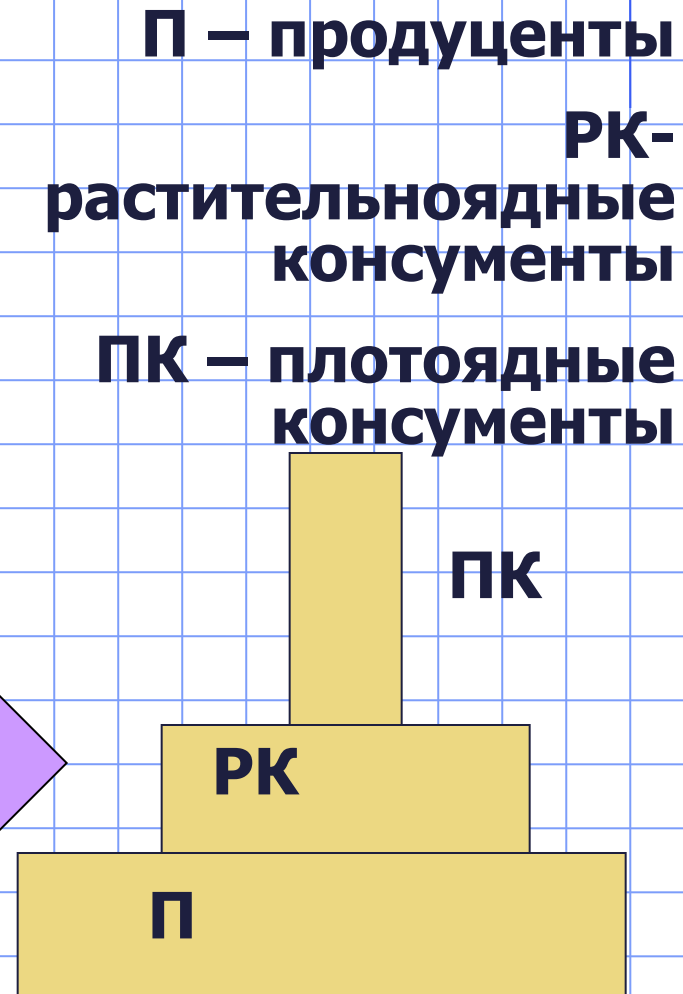 П – продуценты
РК-
растительноядные
консументы
ПК – плотоядные
консументы
ПК
РК
П